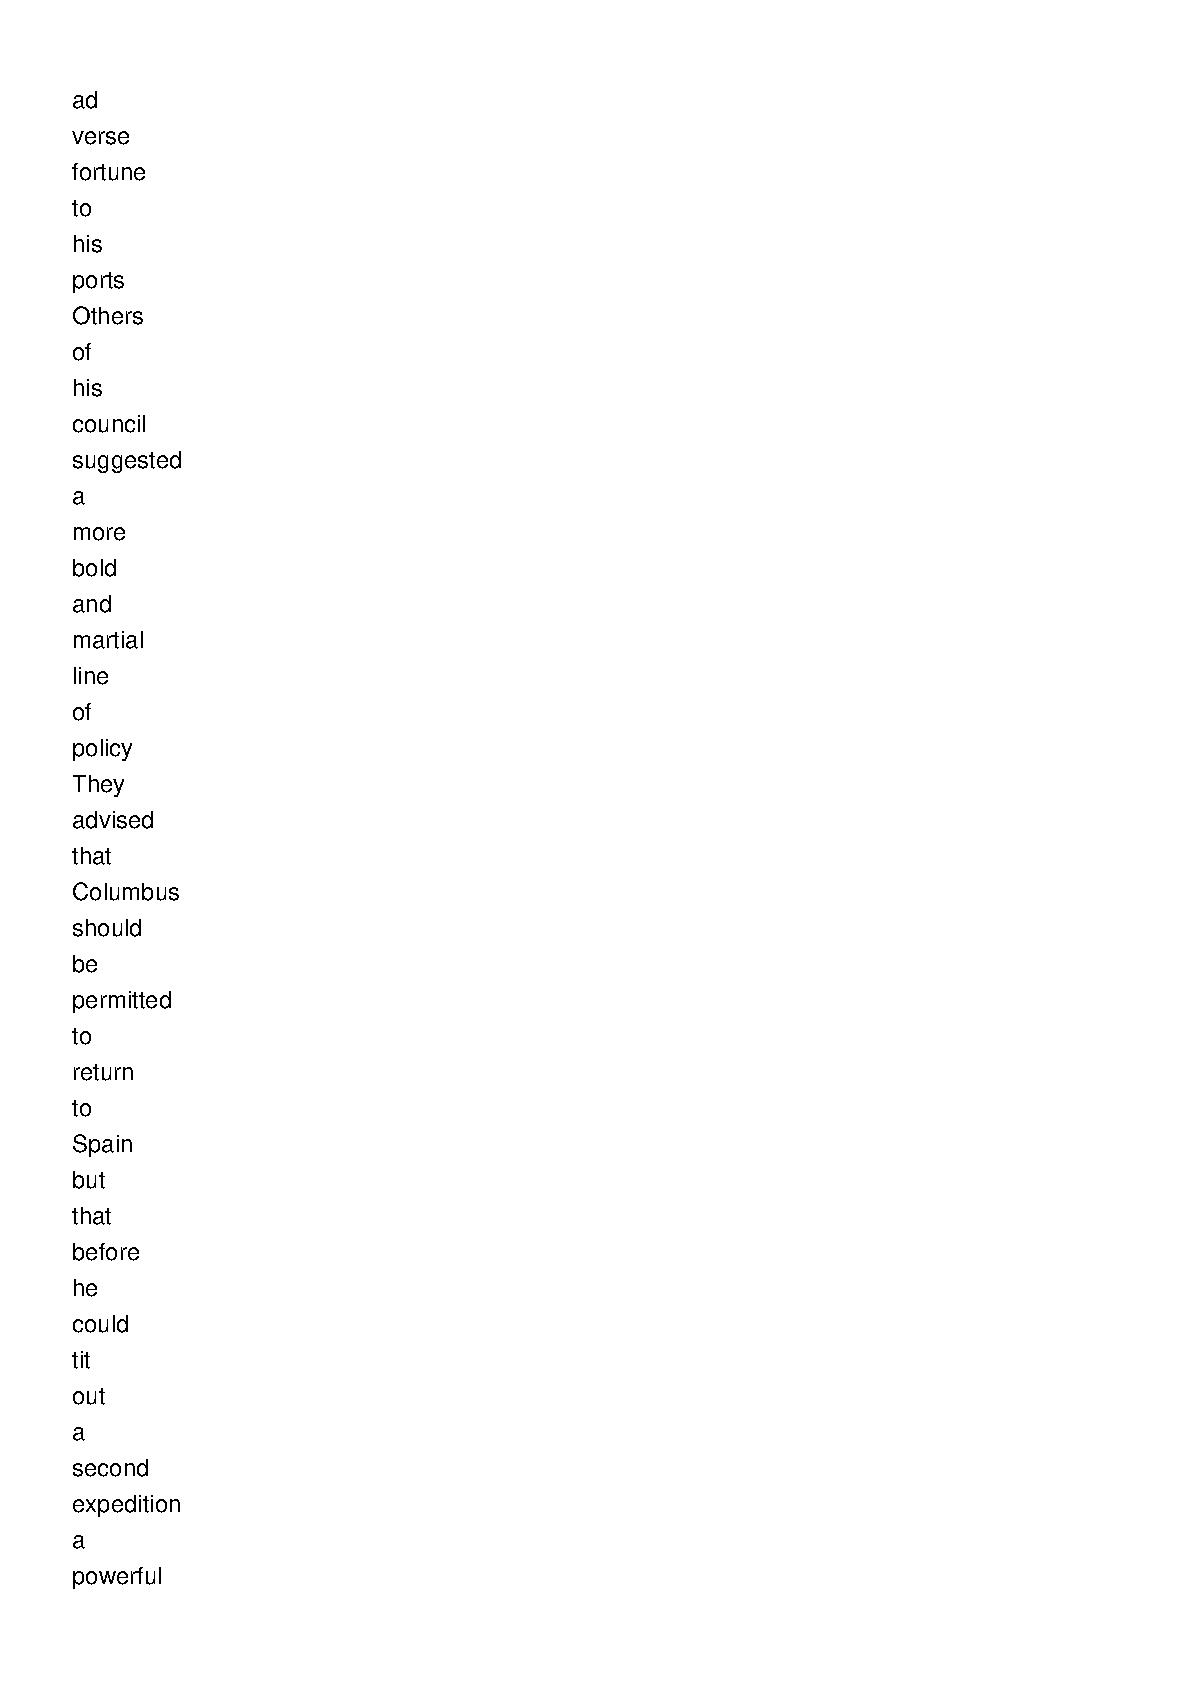 ad
verse
fortune
to
his
ports
Others
of
his
council
suggested
a
more
bold
and
martial
line
of
policy
They
advised
that
Columbus
should
be
permitted
to
return
to
Spain
but
that
before
he
could
tit
out
a
second
expedition
a
powerful